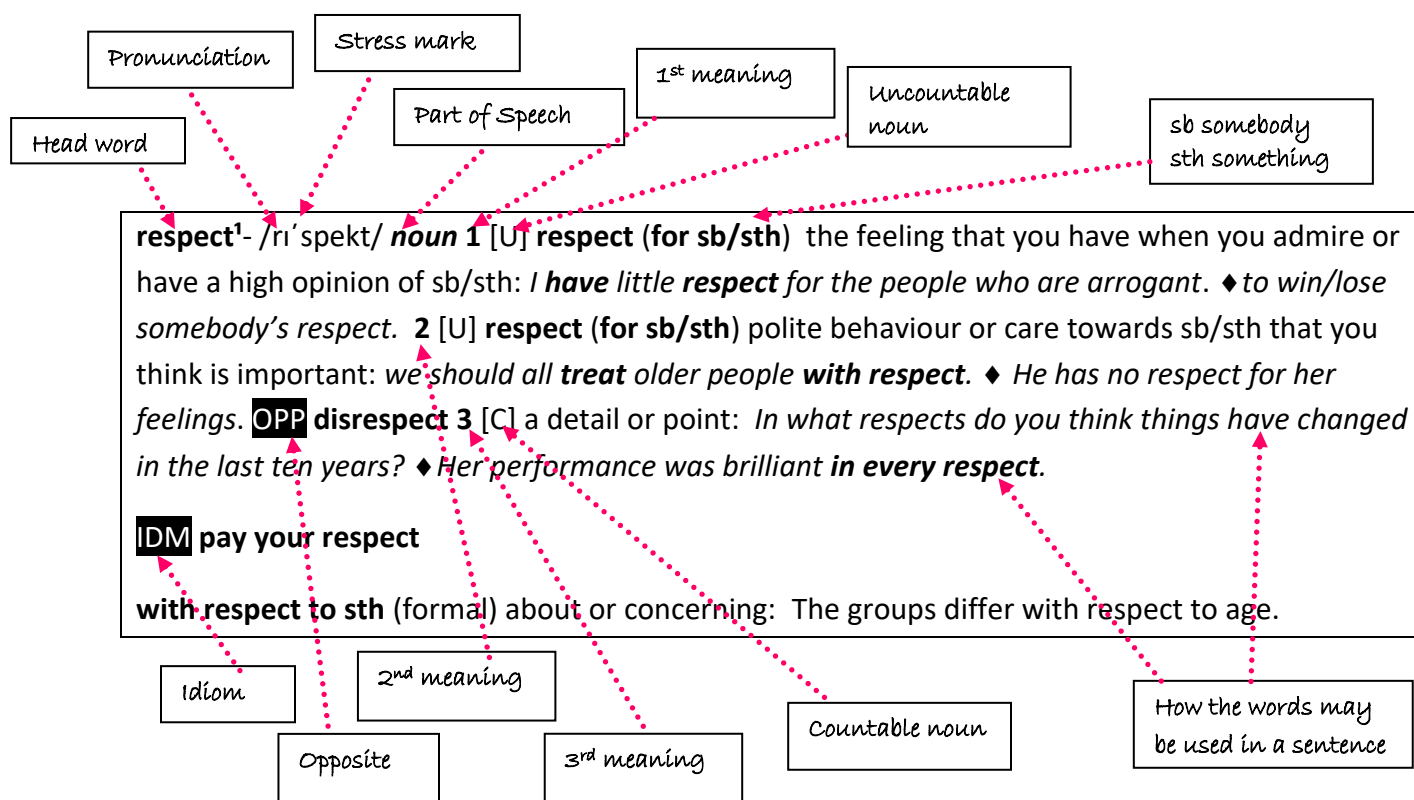 Pronunciation
Stress mark
1st meaning
Uncountable
noun
Part of Speech
sb somebody
sth something
Head word
respect¹- /rɪˈspekt/ noun 1 [U] respect (for sb/sth) the feeling that you have when you admire or
have a high opinion of sb/sth: I have little respect for the people who are arrogant. ♦ to win/lose
somebody’s respect. 2 [U] respect (for sb/sth) polite behaviour or care towards sb/sth that you
think is important: we should all treat older people with respect. ♦ He has no respect for her
feelings. OPP disrespect 3 [C] a detail or point: In what respects do you think things have changed
in the last ten years? ♦ Her performance was brilliant in every respect.
IDM pay your respect
with respect to sth (formal) about or concerning: The groups differ with respect to age.
Idiom
2nd meaning
Opposite
3rd meaning
Countable noun
How the words may
be used in a sentence